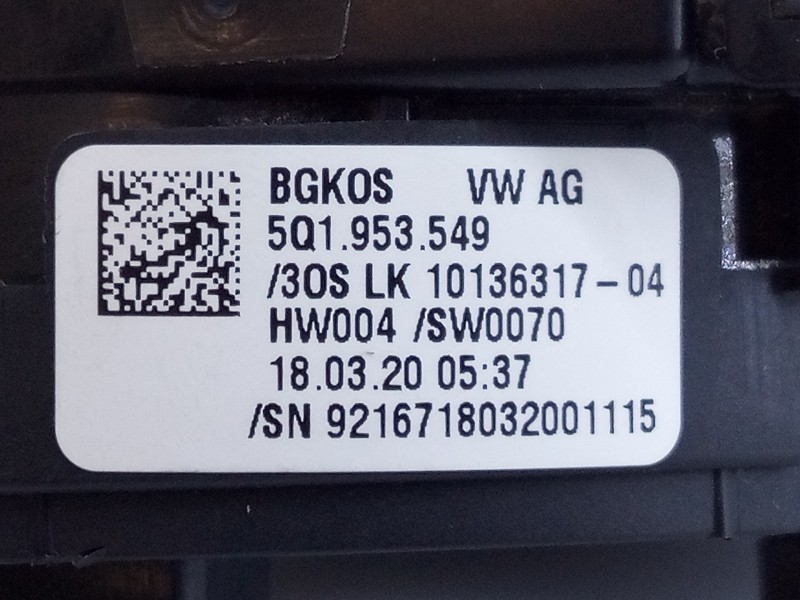 BGKOS VW AG
5Q1.953.549
/3OS LK 10136317-04
HW004 /SW0070
18.03.20 05:37
/SN 9216718032001115